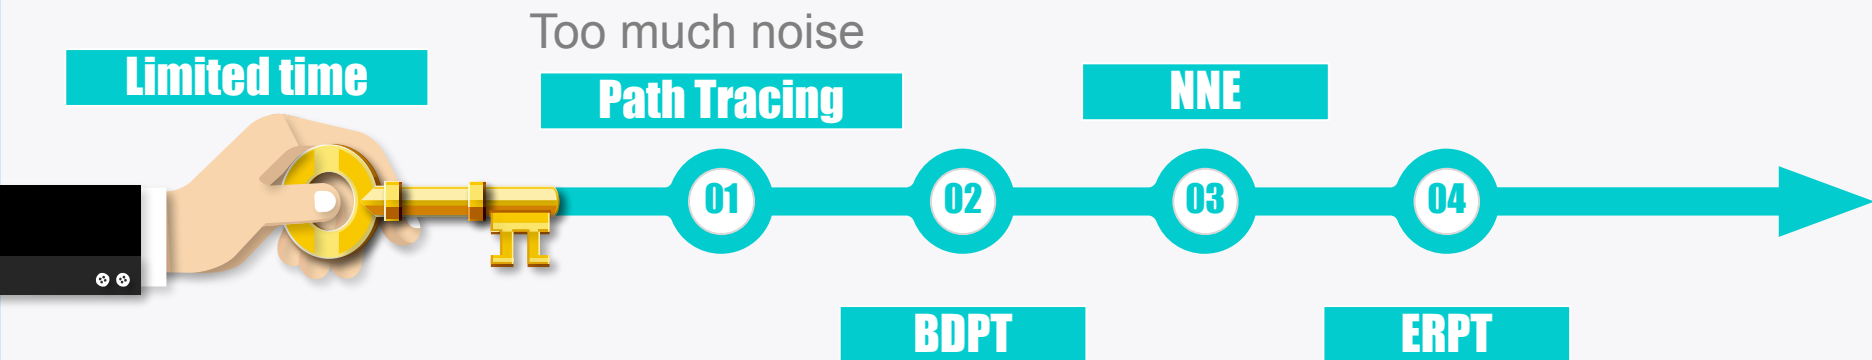 Too much noise
Limited time
Path Tracing
NNE
01
02
03
04
BDPT
ERPT